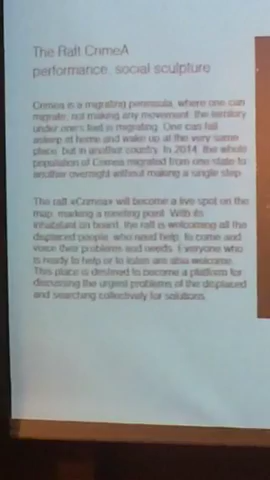 The Raft CrimeA
performance, social sculpture
Crimea is a migrating peninsula, where one can
migrate, not making any movement: the territory
under one's feet is migrating. One can fall
asleep at home and wake up at the very same
place, but in another country. In 2014, the whole
population of Crimea migrated from one state to
another overnight without making a single step.
The raft «Crimea» will become a live spot on the
map, marking a meeting point. With its
inhabitant on board, the raft is welcoming all the
displaced people, who need help, to come and
voice their problems and needs. Everyone who
is ready to help or to listen are also welcome.
This place is destined to become a platform for
discussing the urgent problems of the displaced
and searching collectively for solutions.